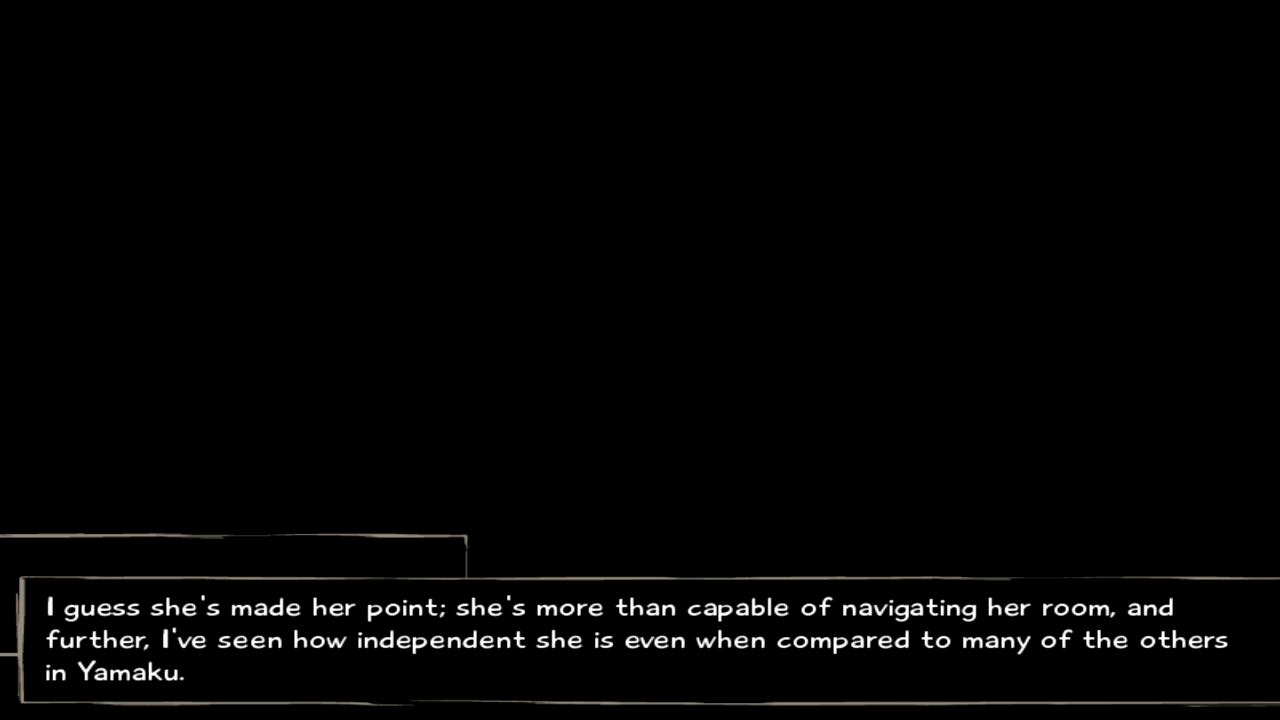 I guess she's made her point; she's more than capable of navigating her room, and
further, I've seen how independent she is even when compared to many of the others
in Yamaku.